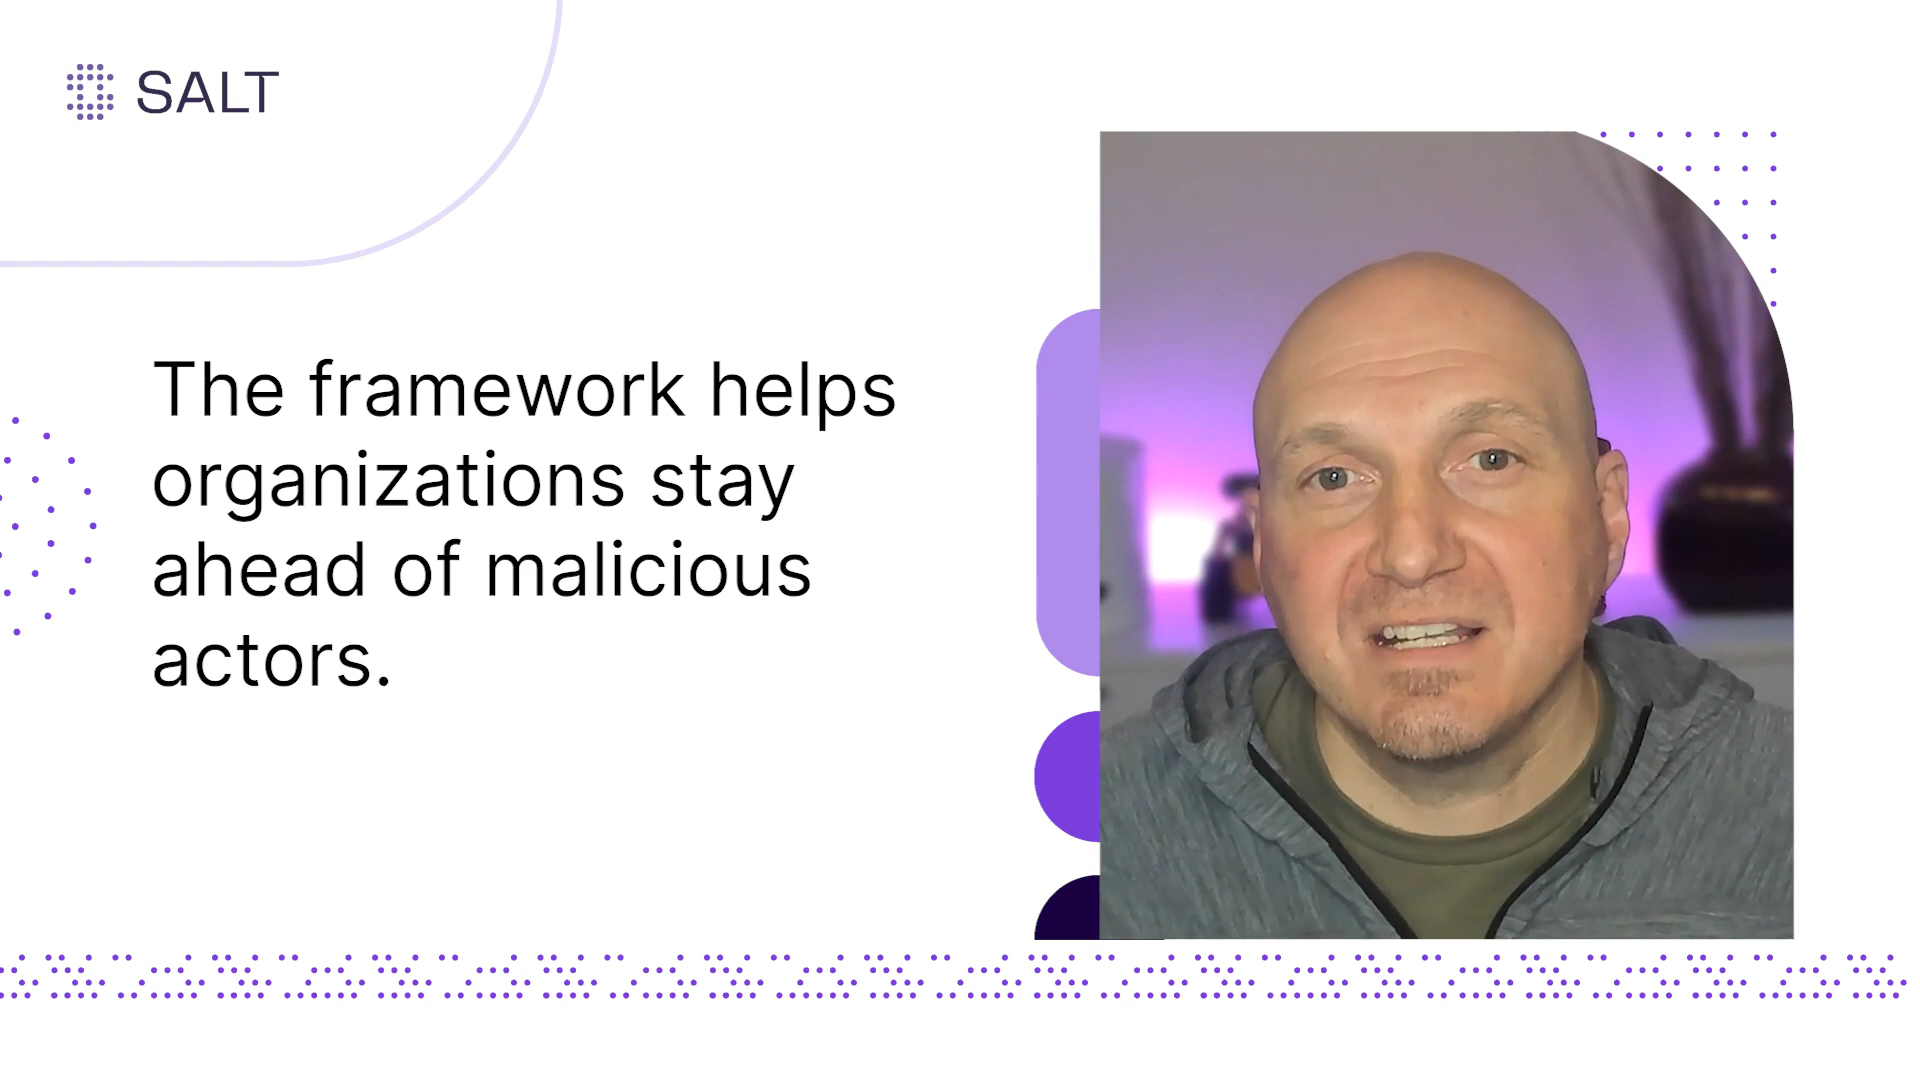 SALT
The framework helps
organizations stay
ahead of malicious
actors.